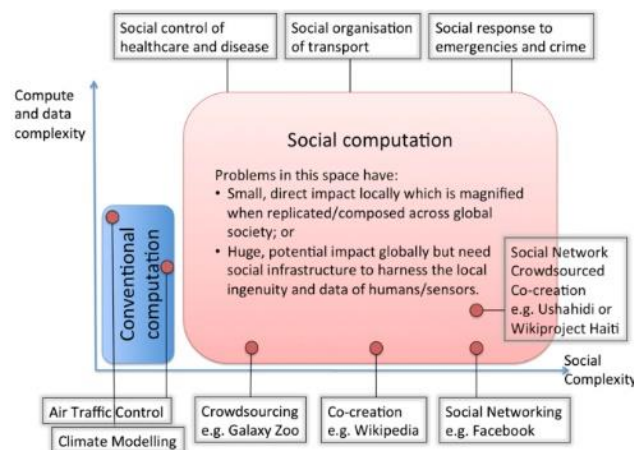 Social control of
healthcare and disease
Social organisation
of transport
Social response to
emergencies and crime
Compute
and data
complexity
Social computation
Problems in this space have:
• Small, direct impact locally which is magnified
when replicated/composed across global
society; or
• Huge, potential impact globally but need
social infrastructure to harness the local
ingenuity and data of humans/sensors.
Conventional
computation
Social Network
Crowdsourced
Co-creation
e.g. Ushahidi or
Wikiproject Haiti
Social
Complexity
Air Traffic Control
Climate Modelling
Crowdsourcing
e.g. Galaxy Zoo
Co-creation
e.g. Wikipedia
Social Networking
e.g. Facebook